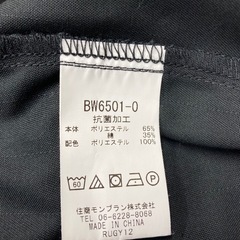 BW6501-0
抗菌加工
本体 ポリエステル 65%
綿 35%
配色 ポリエステル 100%
60
住商モンブラン株式会社
TEL 06-6228-8068
MADE IN CHINA
RUGY12